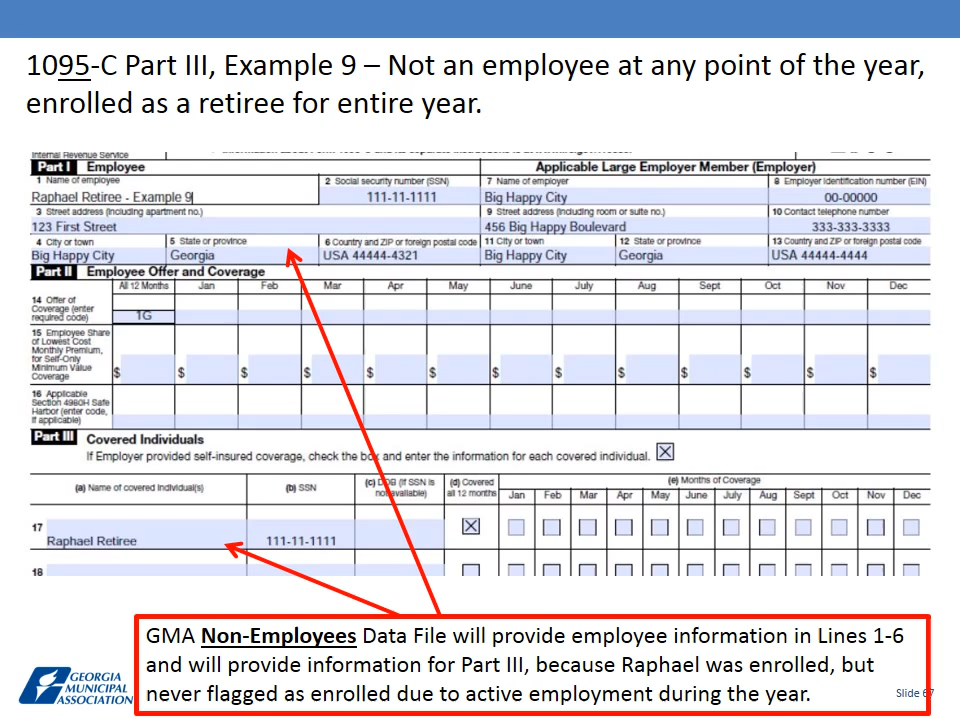 1095-C Part III, Example 9 – Not an employee at any point of the year,
enrolled as a retiree for entire year.
Internal Revenue Service
Part I Employee
Applicable Large Employer Member (Employer)
1 Name of employee
2 Social security number (SSN)
7 Name of employer
8 Employer identification number (EIN)
Raphael Retiree - Example 9
111-11-1111
Big Happy City
00-00000
3 Street address (including apartment no.)
9 Street address (including room or suite no.)
10 Contact telephone number
123 First Street
456 Big Happy Boulevard
333-333-3333
4 City or town
5 State or province
6 Country and ZIP or foreign postal code
11 City or town
12 State or province
13 Country and ZIP or foreign postal code
Big Happy City
Georgia
USA 44444-4321
Big Happy City
Georgia
USA 44444-4444
Part II Employee Offer and Coverage
All 12 Months Jan Feb Mar Apr May June July Aug Sept Oct Nov Dec
14 Offer of
Coverage (enter
required code)
1G
15 Employee Share
of Lowest Cost
Monthly Premium,
for Self-Only
Minimum Value
Coverage
$ $ $ $ $ $ $ $ $ $ $ $ $
16 Applicable
Section 4980H Safe
Harbor (enter code,
if applicable)
Part III Covered Individuals
If Employer provided self-insured coverage, check the box and enter the information for each covered individual.
(a) Name of covered individual(s)
(b) SSN
(c) DOB (If SSN is
not available)
(d) Covered
all 12 months
(e) Months of Coverage
Jan Feb Mar Apr May June July Aug Sept Oct Nov Dec
17
Raphael Retiree
111-11-1111
18
GMA Non-Employees Data File will provide employee information in Lines 1-6
and will provide information for Part III, because Raphael was enrolled, but
never flagged as enrolled due to active employment during the year.
GEORGIA
MUNICIPAL
ASSOCIATION
Slide 67